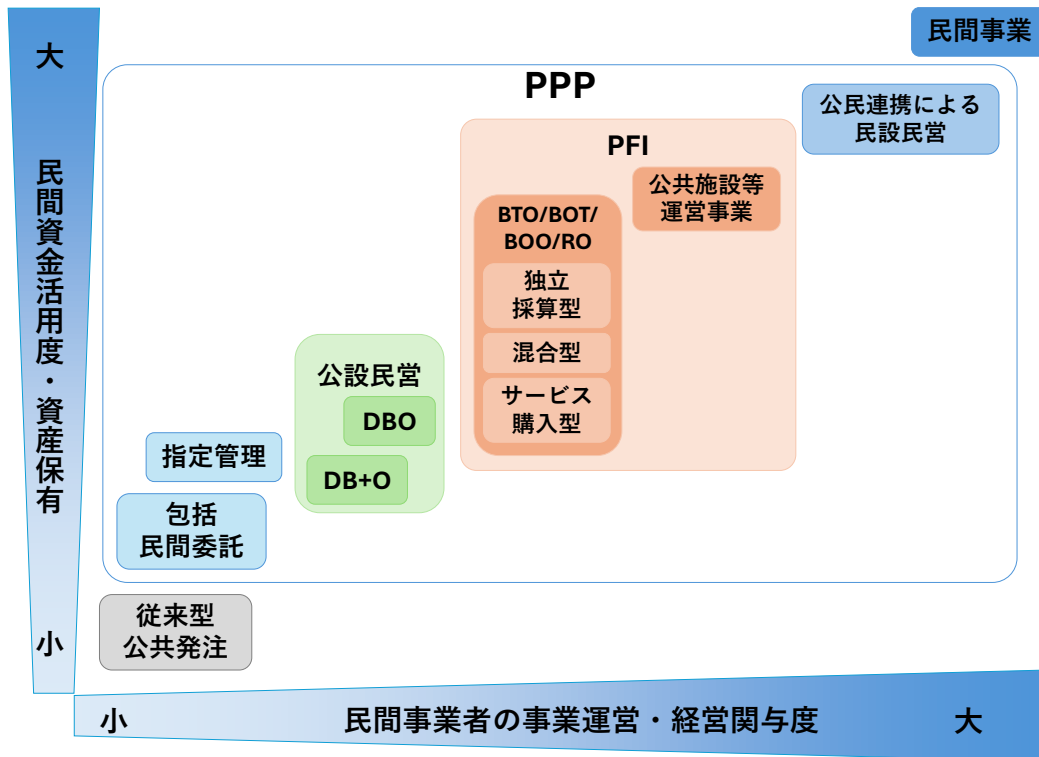 大
民間資金活用度・資産保有
小
民間事業
PPP
公民連携による
民設民営
PFI
公共施設等
運営事業
BTO/BOT/
BOO/RO
独立
採算型
混合型
サービス
購入型
公設民営
DBO
DB+O
指定管理
包括
民間委託
従来型
公共発注
小
民間事業者の事業運営・経営関与度
大